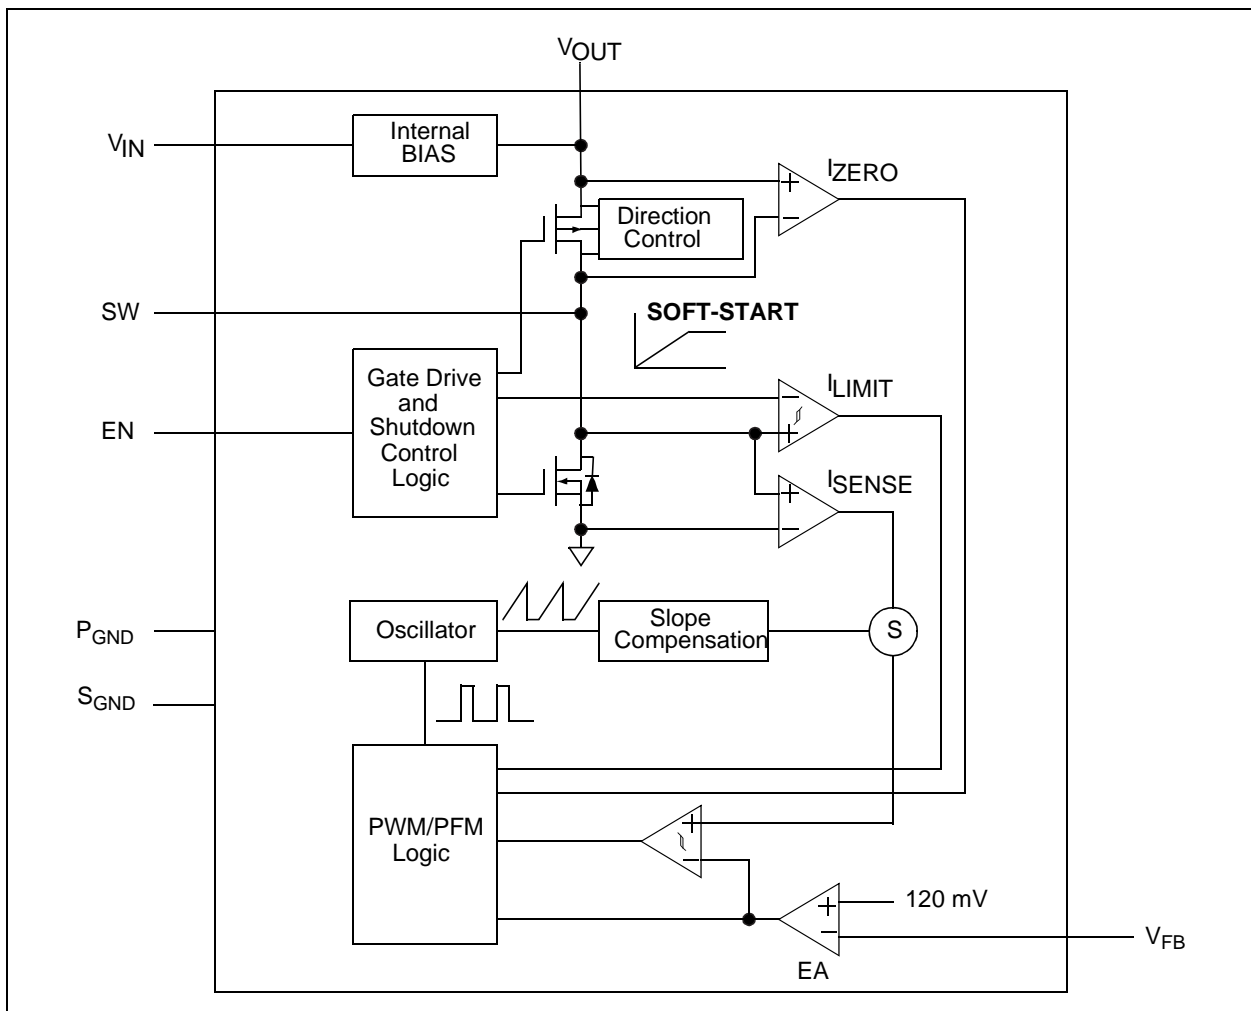 VOUT
VIN
Internal
BIAS
IZERO
Direction
Control
SW
SOFT-START
Gate Drive
and
Shutdown
Control
Logic
EN
ILIMIT
ISENSE
Oscillator
Slope
Compensation
S
PGND
SGND
PWM/PFM
Logic
120 mV
EA
VFB